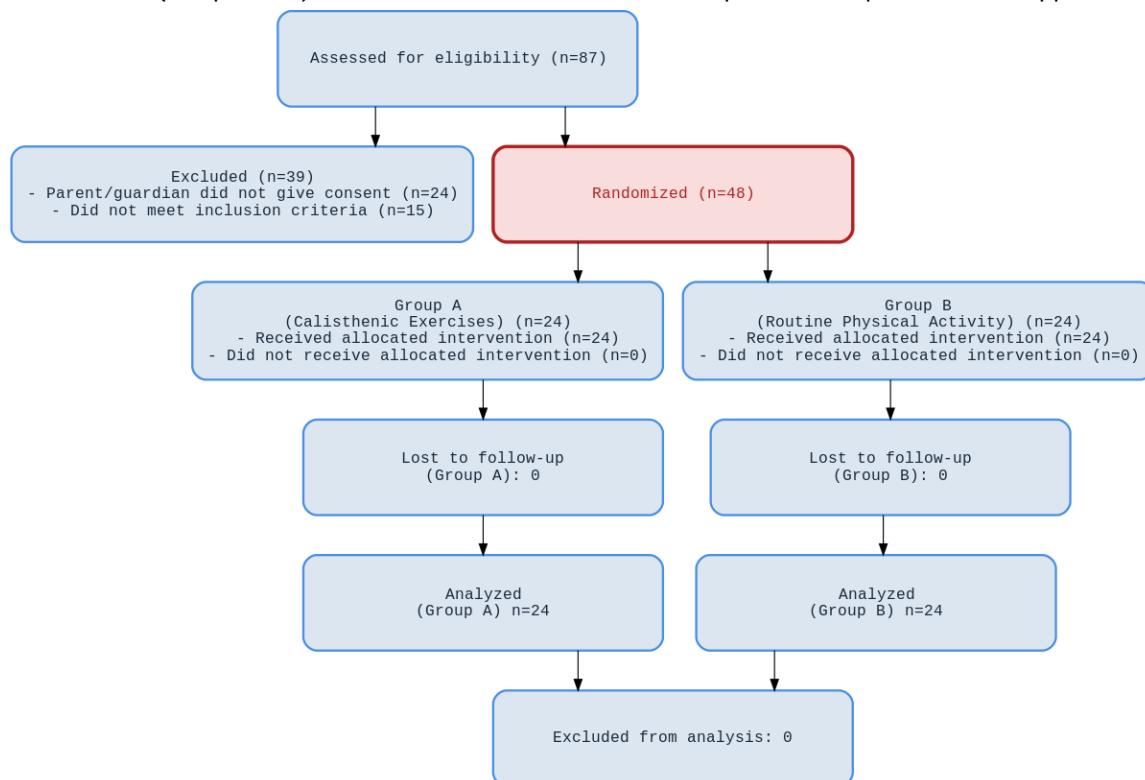 Assessed for eligibility (n=87)
Excluded (n=39)
- Parent/guardian did not give consent (n=24)
- Did not meet inclusion criteria (n=15)
Randomized (n=48)
Group A
(Calisthenic Exercises) (n=24)
- Received allocated intervention (n=24)
- Did not receive allocated intervention (n=0)
Group B
(Routine Physical Activity) (n=24)
- Received allocated intervention (n=24)
- Did not receive allocated intervention (n=0)
Lost to follow-up
(Group A): 0
Lost to follow-up
(Group B): 0
Analyzed
(Group A) n=24
Analyzed
(Group B) n=24
Excluded from analysis: 0